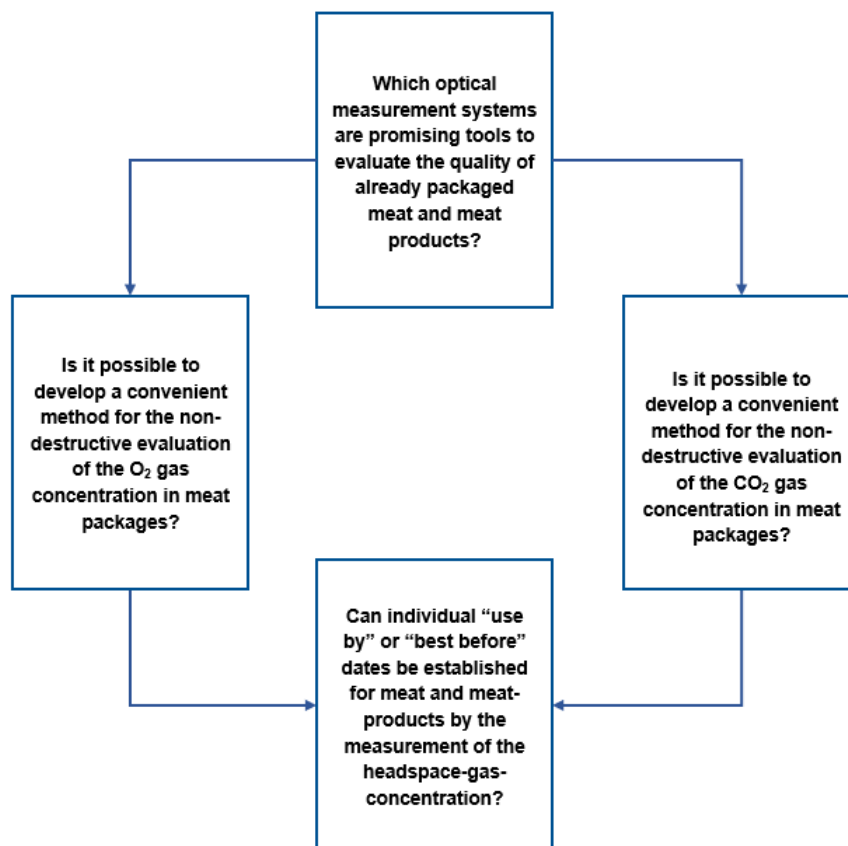 Which optical
measurement systems
are promising tools to
evaluate the quality of
already packaged
meat and meat
products?
Is it possible to
develop a convenient
method for the non-
destructive evaluation
of the O₂ gas
concentration in meat
packages?
Is it possible to
develop a convenient
method for the non-
destructive evaluation
of the CO₂ gas
concentration in meat
packages?
Can individual “use
by” or “best before”
dates be established
for meat and meat-
products by the
measurement of the
headspace-gas-
concentration?